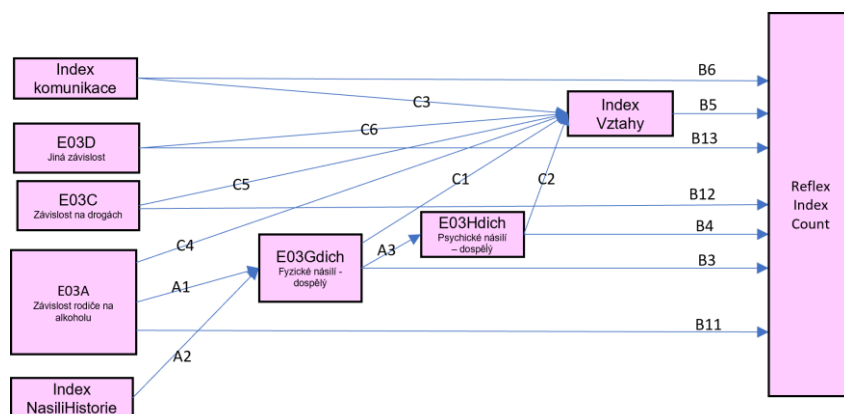 Index
komunikace
B6
C3
Index
Vztahy
B5
E03D
Jiná závislost
C6
B13
E03C
Závislost na drogách
C5
C1
C2
B12
Reflex
Index
Count
E03Hdich
Psychické násilí
– dospělý
B4
C4
A3
E03Gdich
Fyzické násilí -
dospělý
B3
E03A
Závislost rodiče na
alkoholu
A1
B11
A2
Index
NasiliHistorie